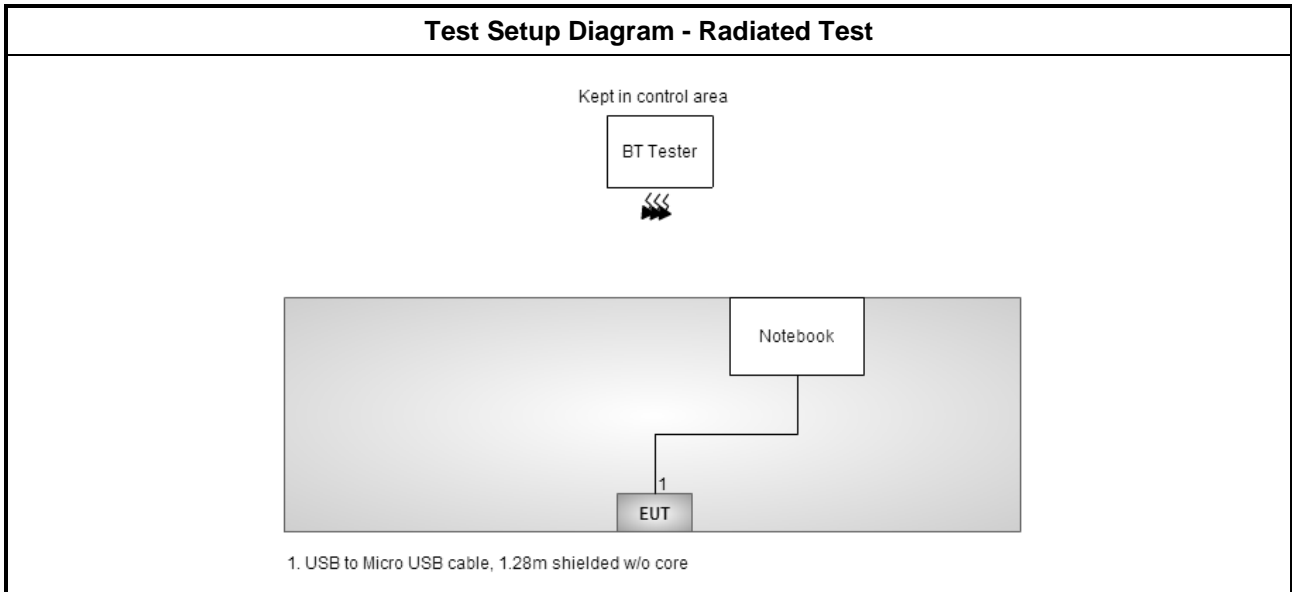 Test Setup Diagram - Radiated Test
Kept in control area
BT Tester
Notebook
1
EUT
1. USB to Micro USB cable, 1.28m shielded w/o core